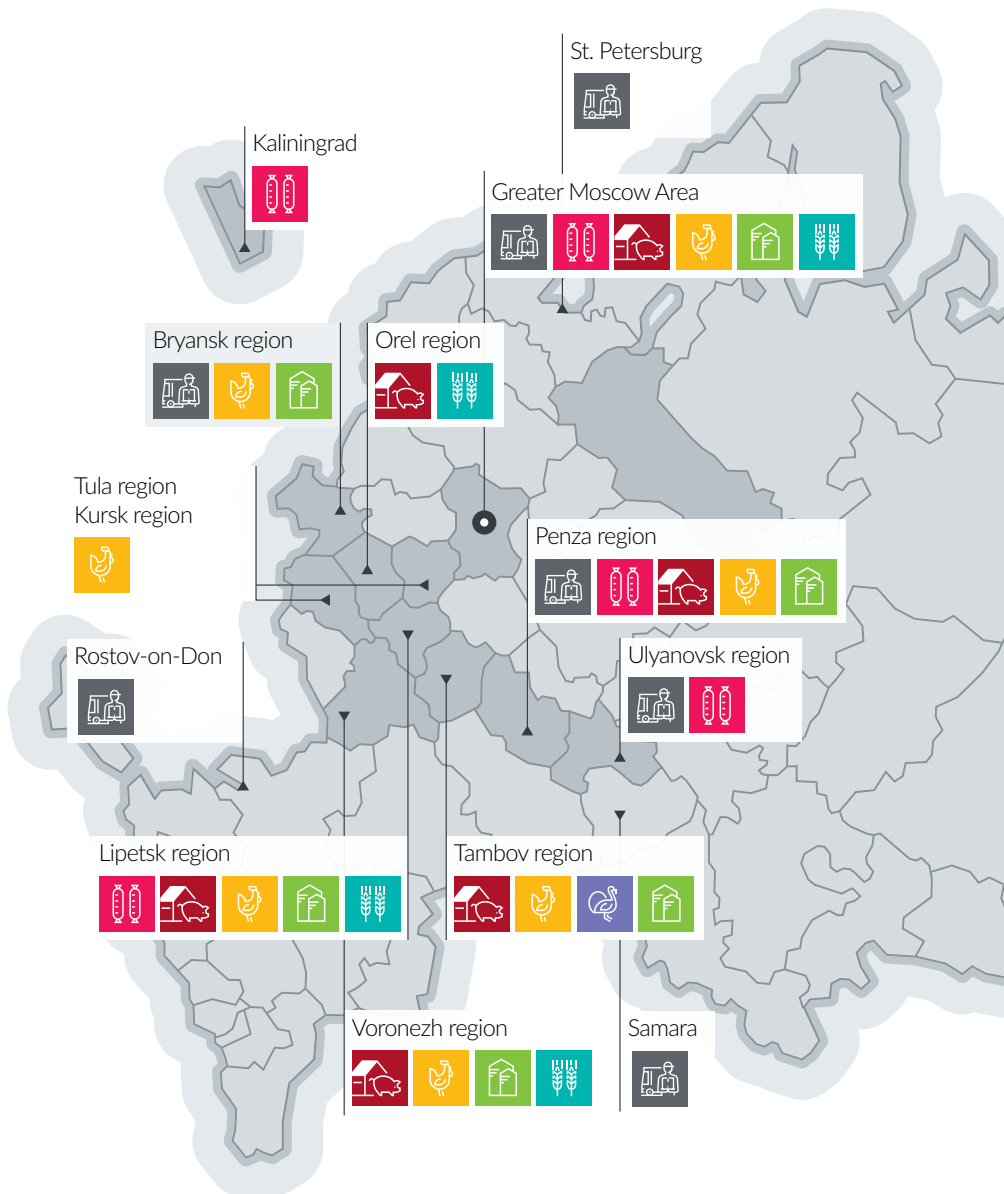 St. Petersburg
Kaliningrad
Greater Moscow Area
Bryansk region
Orel region
Tula region
Kursk region
Penza region
Rostov-on-Don
Ulyanovsk region
Lipetsk region
Tambov region
Voronezh region
Samara